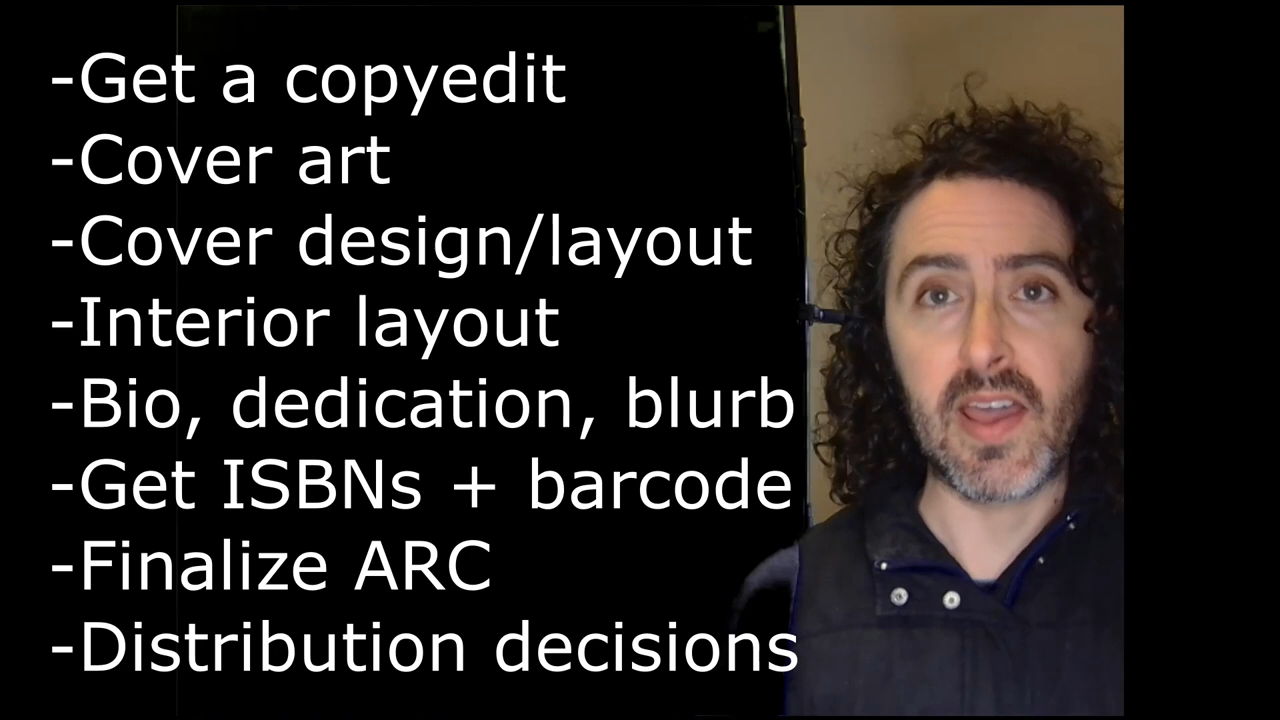 -Get a copyedit
-Cover art
-Cover design/layout
-Interior layout
-Bio, dedication, blurb
-Get ISBNs + barcode
-Finalize ARC
-Distribution decisions